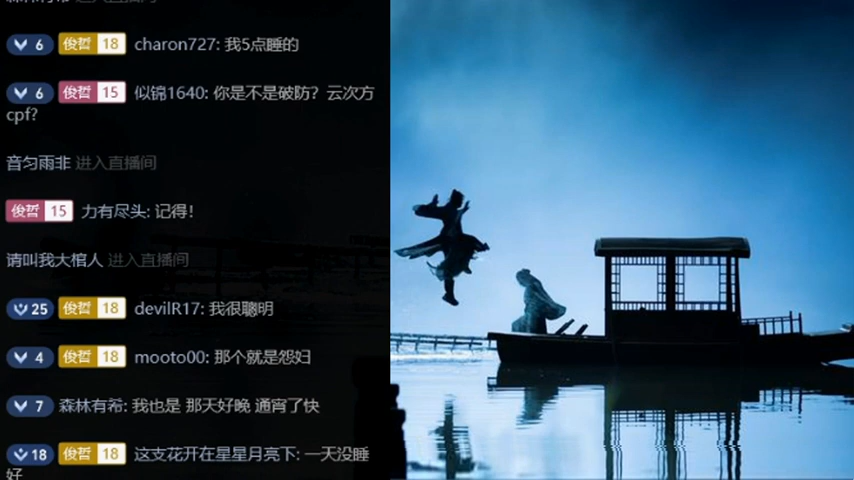 6 俊哲 18 charon727: 我5点睡的
6 俊哲 15 似锦1640: 你是不是破防？云次方
cpf?
音匀雨非 进入直播间
俊哲 15 力有尽头: 记得！
请叫我大棺人 进入直播间
25 俊哲 18 devilR17: 我很聰明
4 俊哲 18 mooto00: 那个就是怨妇
7 森林有希: 我也是 那天好晚 通宵了快
18 俊哲 18 这支花开在星星月亮下: 一天没睡
好